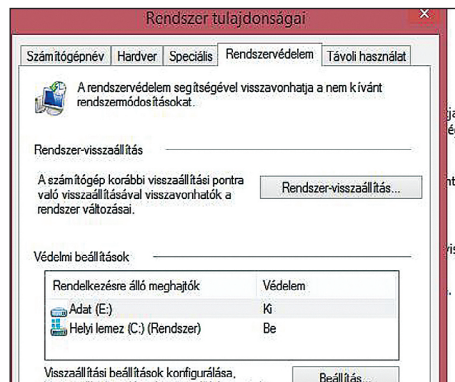 Rendszer tulajdonságai
Számítógépnév Hardver Speciális Rendszervédelem Távoli használat
A rendszervédelem segítségével visszavonhatja a nem kívánt
rendszermódosításokat.
Rendszer-visszaállítás
A számítógép korábbi visszaállítási pontra
való visszaállításával visszavonhatók a
rendszer változásai.
Rendszer-visszaállítás...
Védelmi beállítások
Rendelkezésre álló meghajtók Védelem
Adat (E:) Ki
Helyi lemez (C:) (Rendszer) Be
Visszaállítási beállítások konfigurálása,
Beállítás...